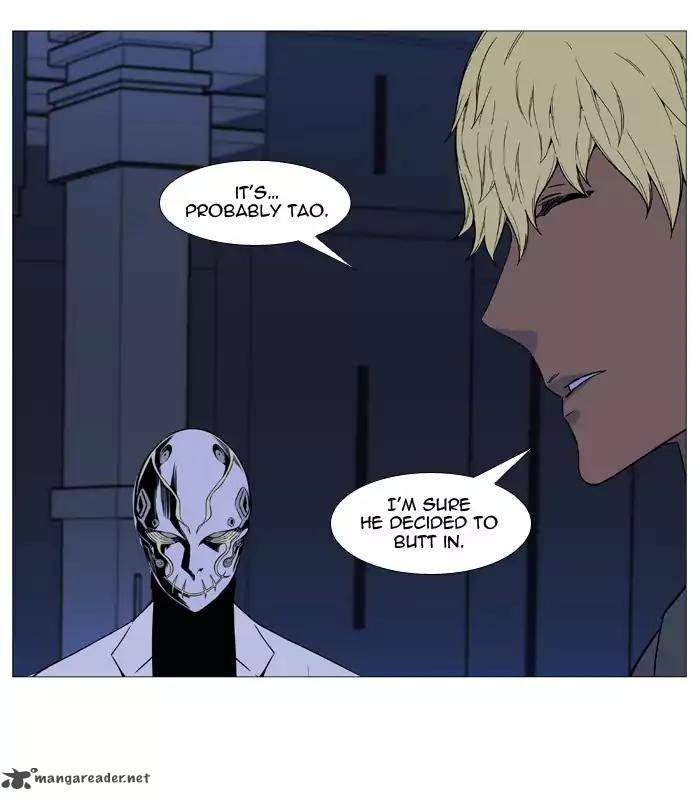 IT'S...
PROBABLY TAO.
I'M SURE
HE DECIDED TO
BUTT IN.
mangareader.net